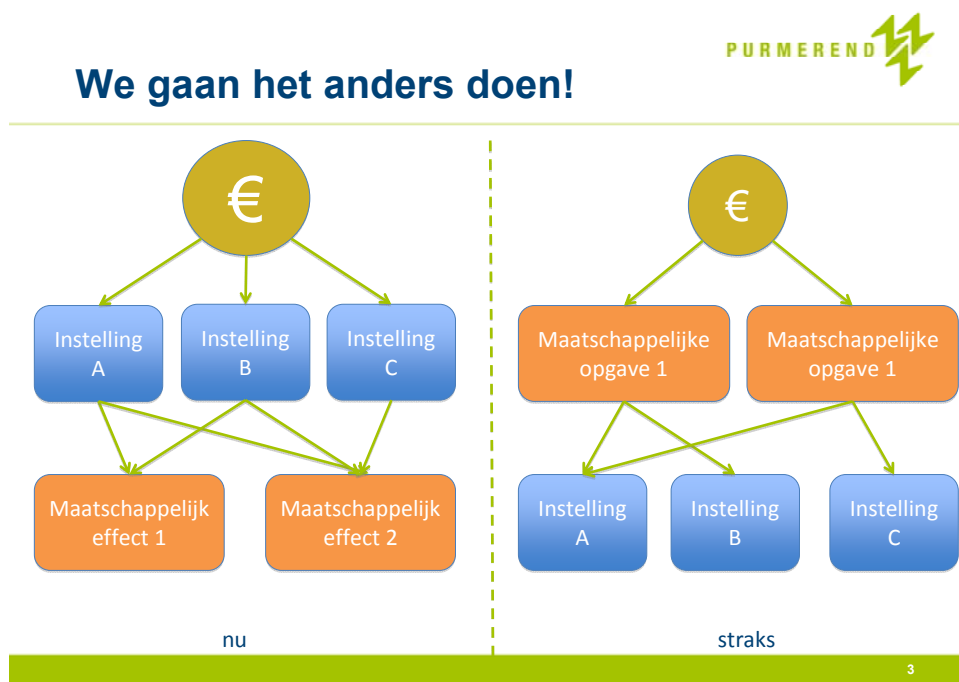 PURMEREND
We gaan het anders doen!
€
Instelling
A
Instelling
B
Instelling
C
Maatschappelijk
effect 1
Maatschappelijk
effect 2
nu
€
Maatschappelijke
opgave 1
Maatschappelijke
opgave 1
Instelling
A
Instelling
B
Instelling
C
straks
3